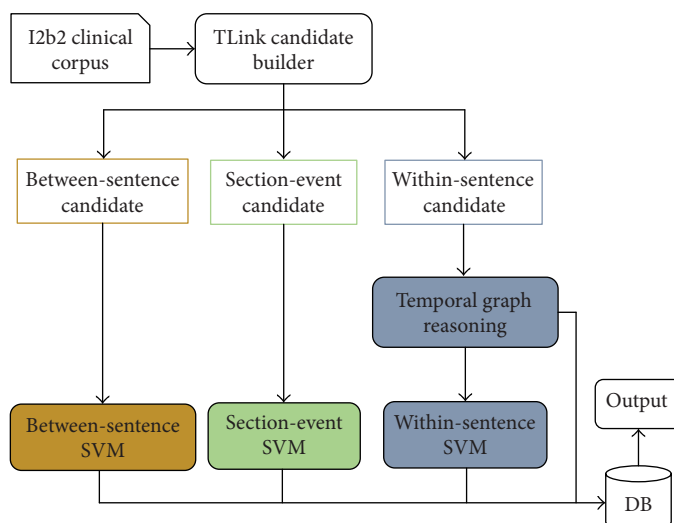 I2b2 clinical
corpus
TLink candidate
builder
Between-sentence
candidate
Section-event
candidate
Within-sentence
candidate
Temporal graph
reasoning
Between-sentence
SVM
Section-event
SVM
Within-sentence
SVM
Output
DB